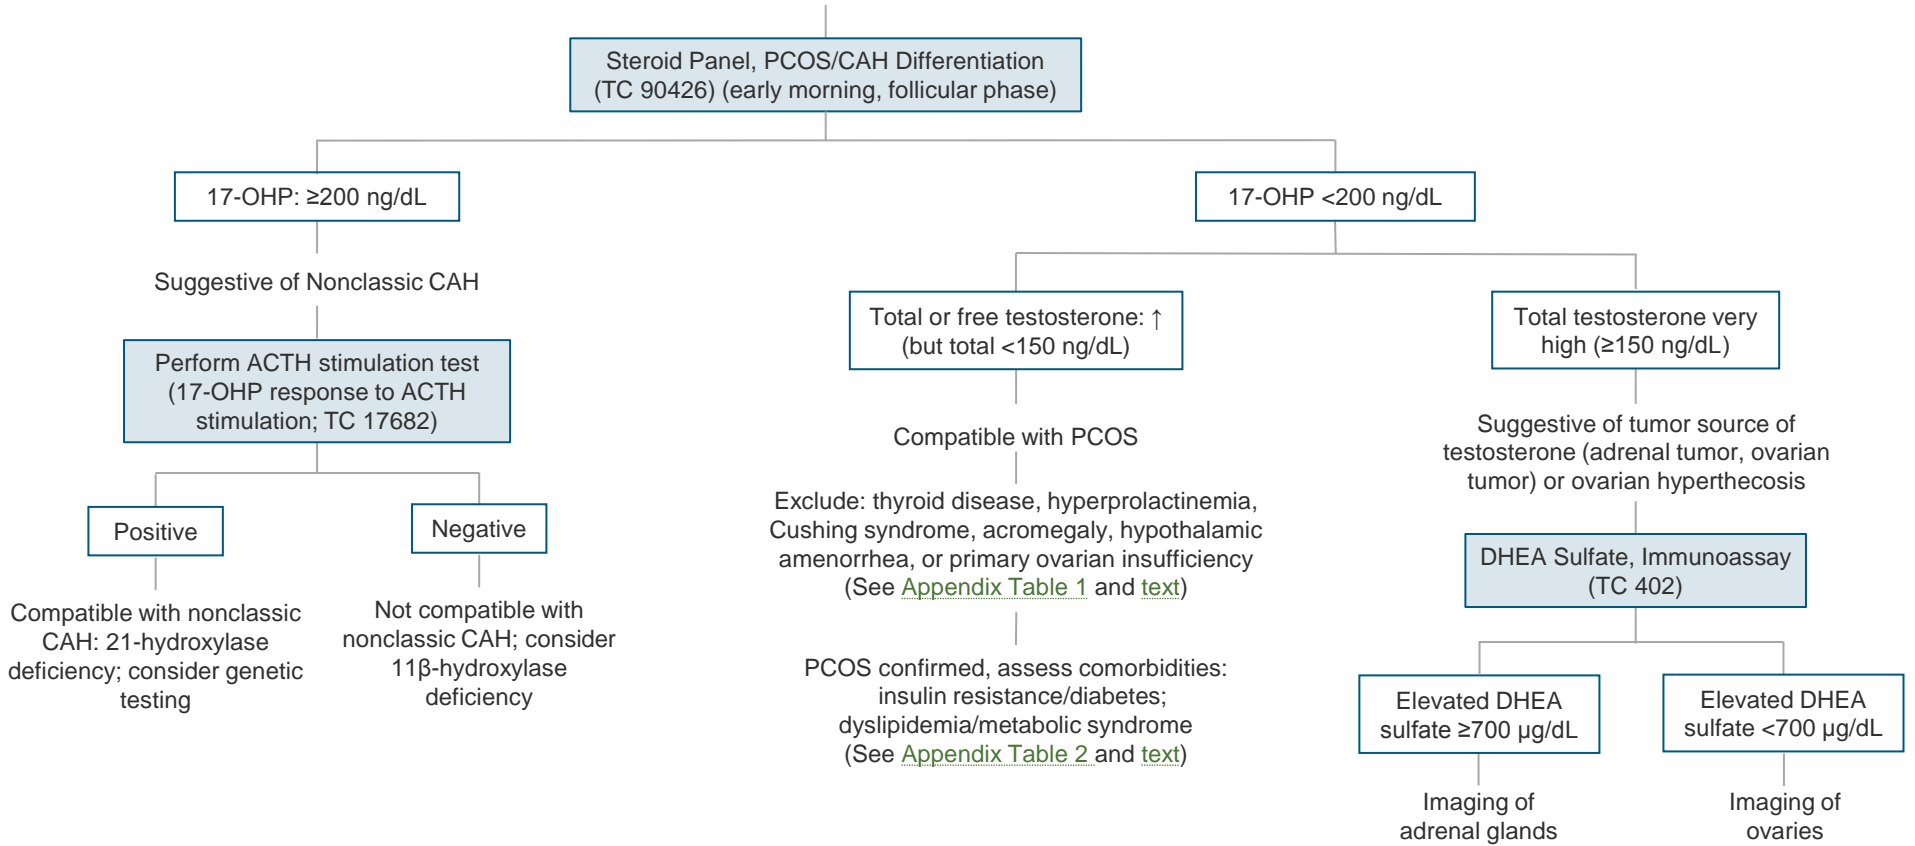 Steroid Panel, PCOS/CAH Differentiation
(TC 90426) (early morning, follicular phase)
17-OHP: ≥200 ng/dL
17-OHP <200 ng/dL
Suggestive of Nonclassic CAH
Perform ACTH stimulation test
(17-OHP response to ACTH
stimulation; TC 17682)
Positive
Negative
Compatible with nonclassic
CAH: 21-hydroxylase
deficiency; consider genetic
testing
Not compatible with
nonclassic CAH; consider
11β-hydroxylase
deficiency
Total or free testosterone: ↑
(but total <150 ng/dL)
Compatible with PCOS
Exclude: thyroid disease, hyperprolactinemia,
Cushing syndrome, acromegaly, hypothalamic
amenorrhea, or primary ovarian insufficiency
(See Appendix Table 1 and text)
PCOS confirmed, assess comorbidities:
insulin resistance/diabetes;
dyslipidemia/metabolic syndrome
(See Appendix Table 2 and text)
Total testosterone very
high (≥150 ng/dL)
Suggestive of tumor source of
testosterone (adrenal tumor, ovarian
tumor) or ovarian hyperthecosis
DHEA Sulfate, Immunoassay
(TC 402)
Elevated DHEA
sulfate ≥700 µg/dL
Elevated DHEA
sulfate <700 µg/dL
Imaging of
adrenal glands
Imaging of
ovaries